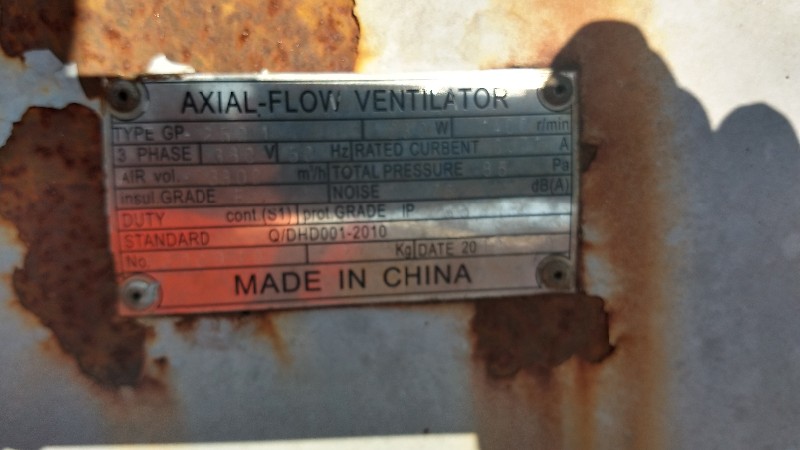 AXIAL-FLOW VENTILATOR
TYPE GP W r/min
3 PHASE V Hz RATED CURRENT A
AIR vol. m³/h TOTAL PRESSURE Pa
Insul GRADE NOISE dB(A)
DUTY cont.(S1) prot.GRADE IP
STANDARD Q/DHD001-2010
No. Kg DATE 20
MADE IN CHINA